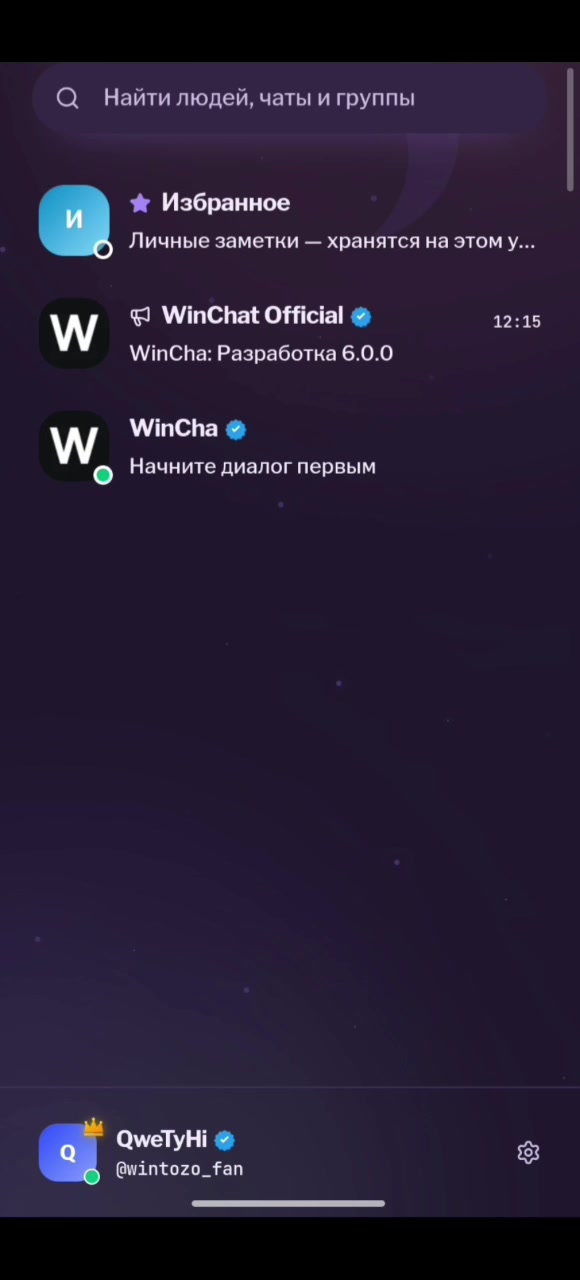 Найти людей, чаты и группы
И
Избранное
Личные заметки — хранятся на этом у...
W
WinChat Official
12:15
WinCha: Разработка 6.0.0
W
WinCha
Начните диалог первым
Q
QweTyHi
@wintozo_fan